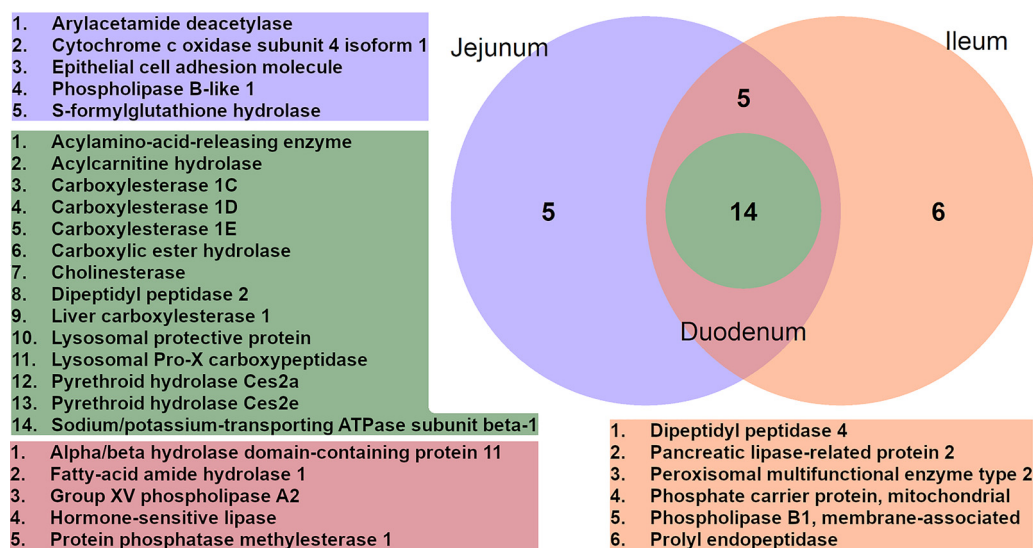 1. Arylacetamide deacetylase
2. Cytochrome c oxidase subunit 4 isoform 1
3. Epithelial cell adhesion molecule
4. Phospholipase B-like 1
5. S-formylglutathione hydrolase
1. Acylamino-acid-releasing enzyme
2. Acylcarnitine hydrolase
3. Carboxylesterase 1C
4. Carboxylesterase 1D
5. Carboxylesterase 1E
6. Carboxylic ester hydrolase
7. Cholinesterase
8. Dipeptidyl peptidase 2
9. Liver carboxylesterase 1
10. Lysosomal protective protein
11. Lysosomal Pro-X carboxypeptidase
12. Pyrethroid hydrolase Ces2a
13. Pyrethroid hydrolase Ces2e
14. Sodium/potassium-transporting ATPase subunit beta-1
1. Alpha/beta hydrolase domain-containing protein 11
2. Fatty-acid amide hydrolase 1
3. Group XV phospholipase A2
4. Hormone-sensitive lipase
5. Protein phosphatase methylesterase 1
Jejunum
Ileum
5
5
14
6
Duodenum
1. Dipeptidyl peptidase 4
2. Pancreatic lipase-related protein 2
3. Peroxisomal multifunctional enzyme type 2
4. Phosphate carrier protein, mitochondrial
5. Phospholipase B1, membrane-associated
6. Prolyl endopeptidase